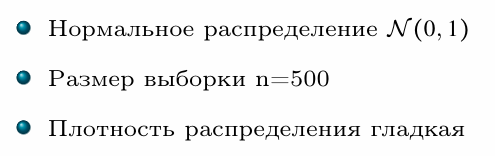 Нормальное распределение 𝒩(0, 1)
Размер выборки n=500
Плотность распределения гладкая